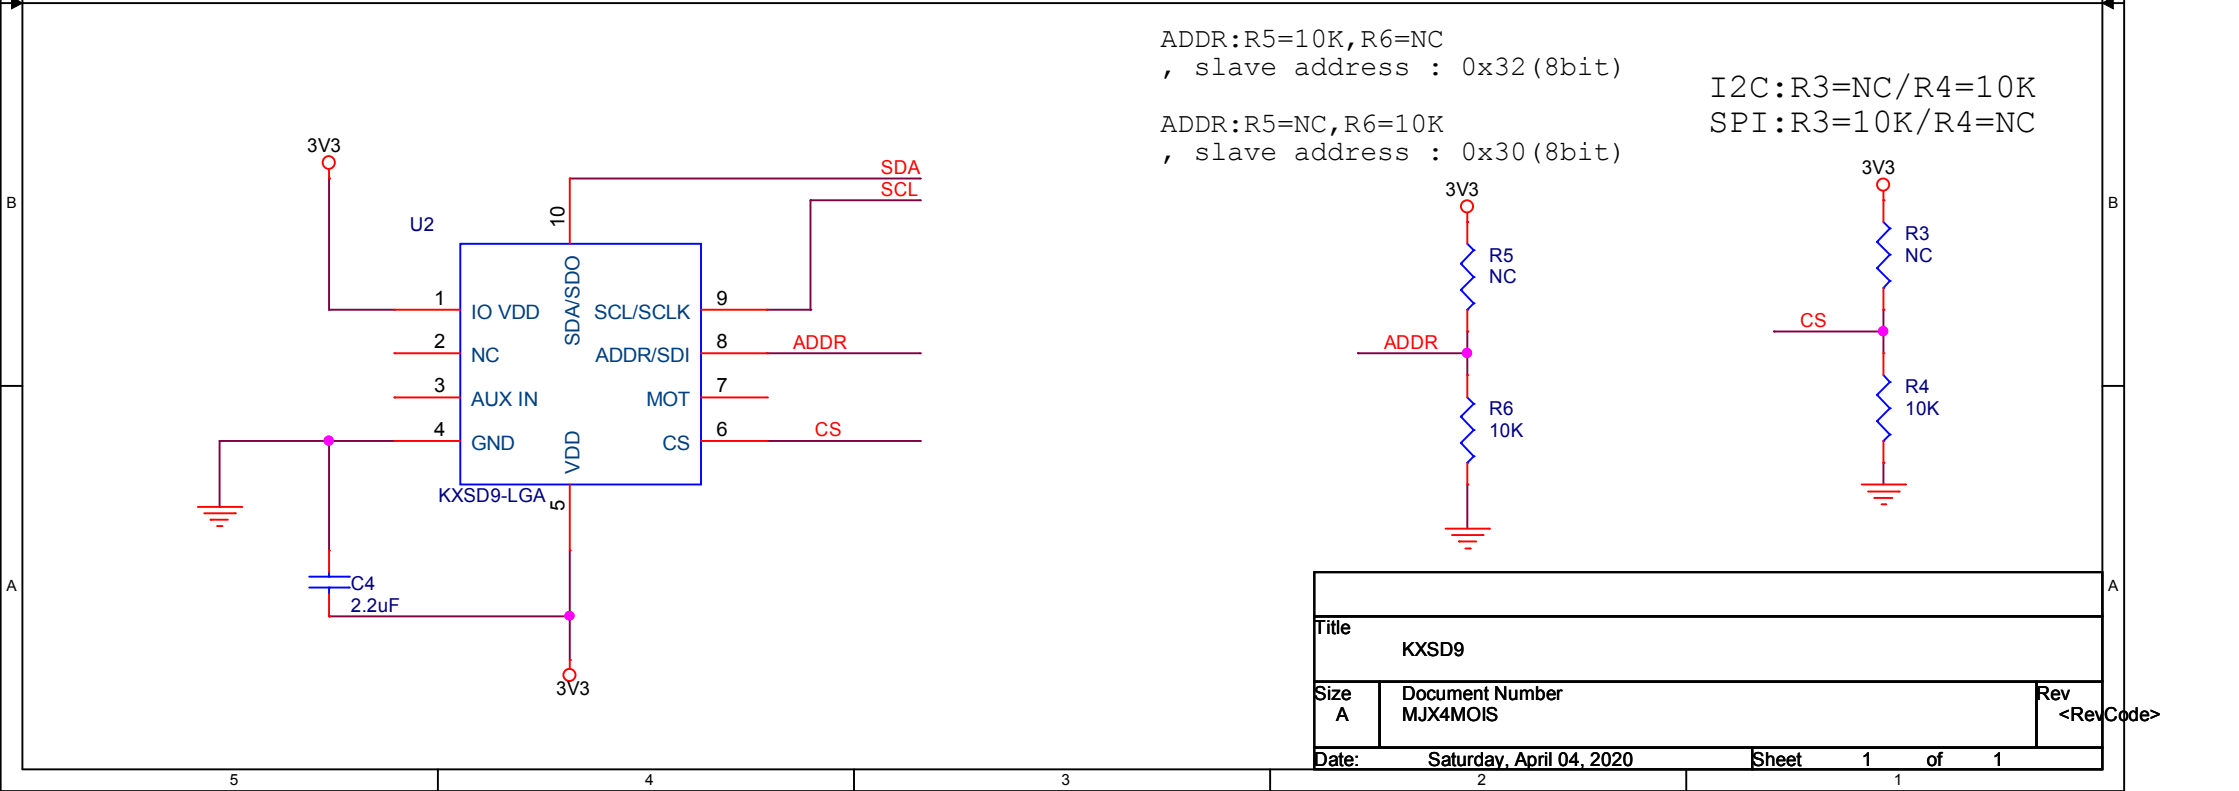 ADDR:R5=10K,R6=NC
, slave address : 0x32(8bit)
ADDR:R5=NC,R6=10K
, slave address : 0x30(8bit)
I2C:R3=NC/R4=10K
SPI:R3=10K/R4=NC
3V3
SDA
SCL
U2
10
SDA/SDO
1
IO VDD
2
NC
3
AUX IN
4
GND
SCL/SCLK
9
ADDR/SDI
8
ADDR
MOT
7
CS
6
CS
VDD
5
KXSD9-LGA
C4
2.2uF
3V3
3V3
R5
NC
ADDR
R6
10K
3V3
R3
NC
CS
R4
10K
B
B
A
A
Title
KXSD9
Size
A
Document Number
MJX4MOIS
Rev
<RevCode>
Date:
Saturday, April 04, 2020
Sheet 1 of 1
5
4
3
2
1